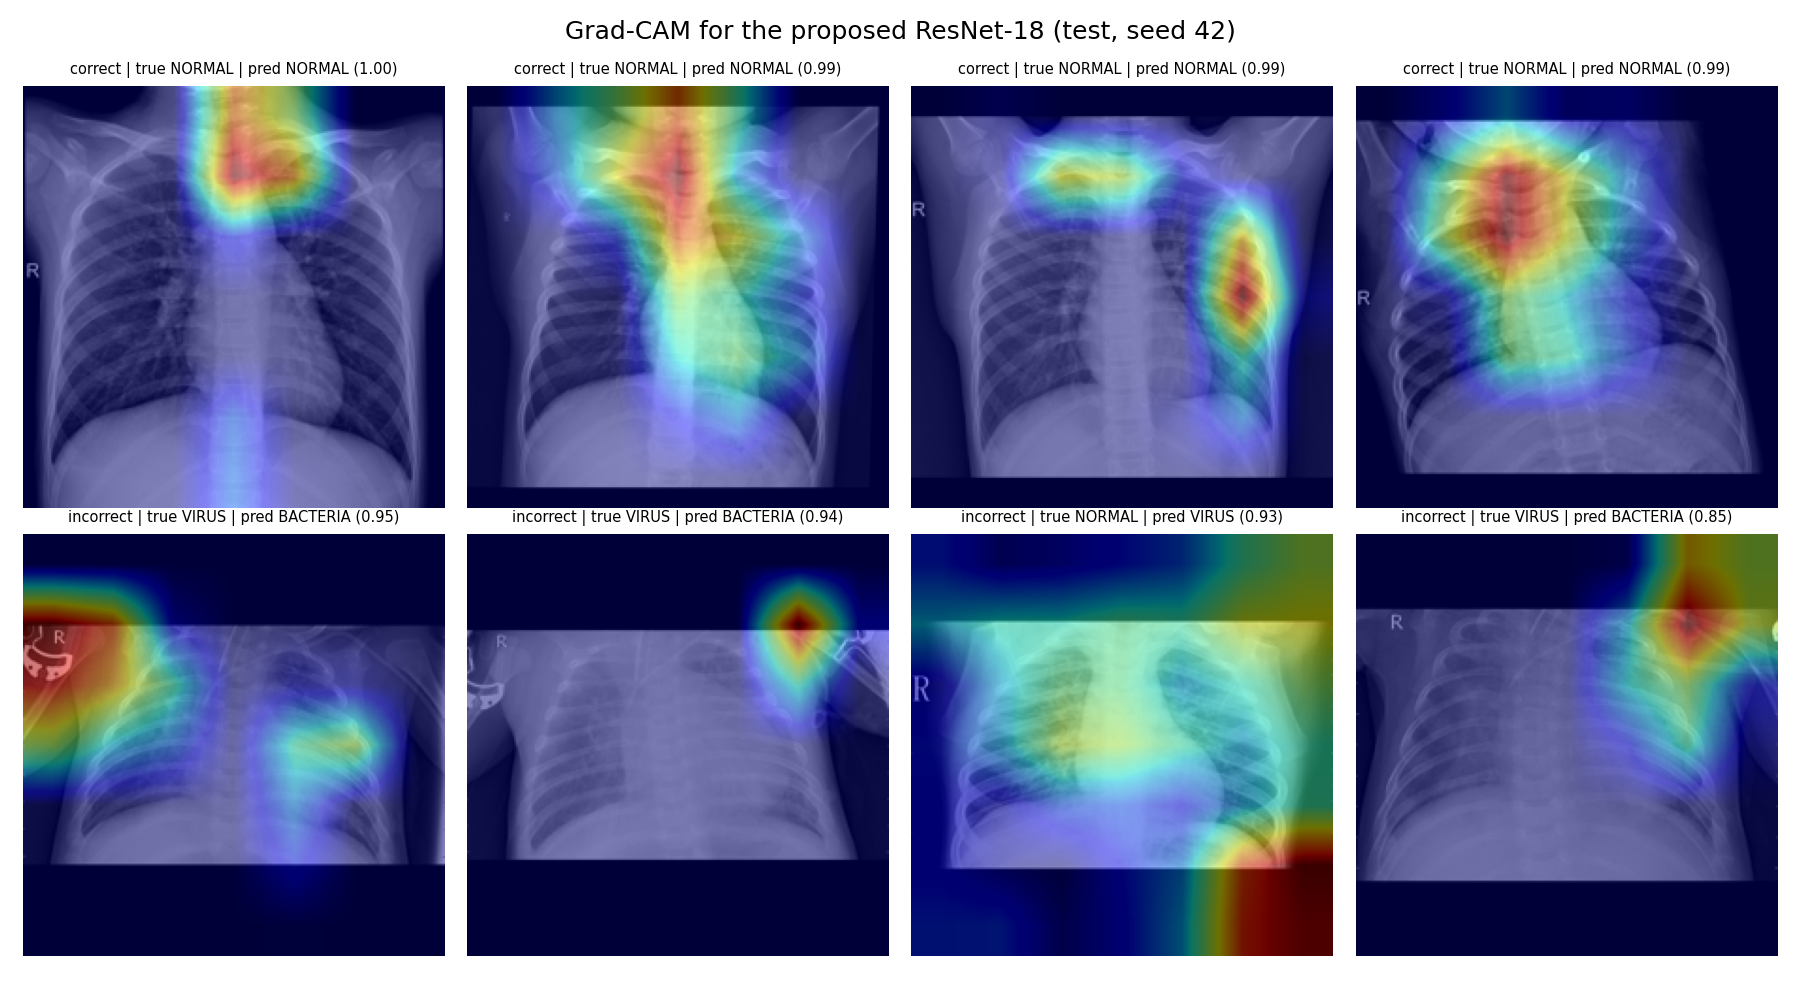 Grad-CAM for the proposed ResNet-18 (test, seed 42)
correct | true NORMAL | pred NORMAL (1.00)
correct | true NORMAL | pred NORMAL (0.99)
correct | true NORMAL | pred NORMAL (0.99)
correct | true NORMAL | pred NORMAL (0.99)
R
R
R
R
incorrect | true VIRUS | pred BACTERIA (0.95)
incorrect | true VIRUS | pred BACTERIA (0.94)
incorrect | true NORMAL | pred VIRUS (0.93)
incorrect | true VIRUS | pred BACTERIA (0.85)
R
R
R
R